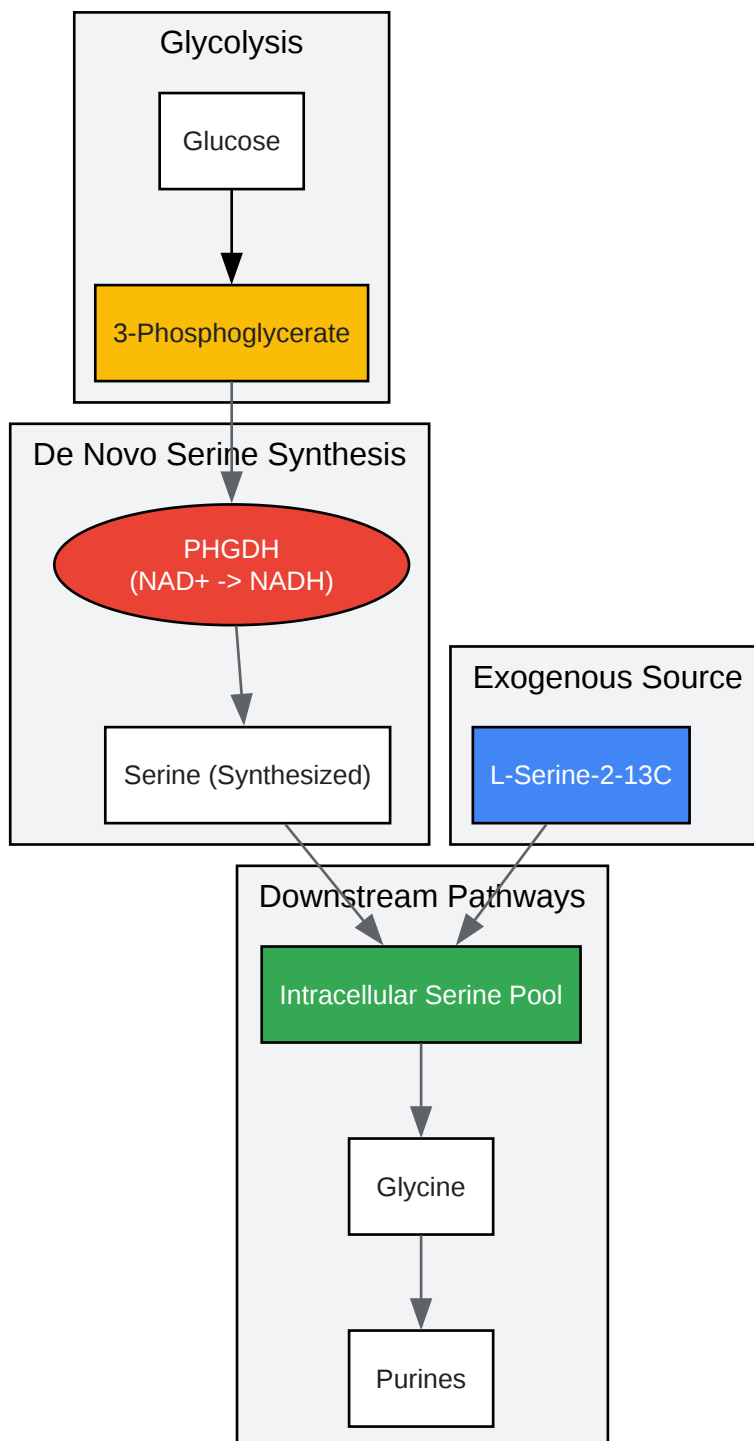 Glycolysis
Glucose
3-Phosphoglycerate
De Novo Serine Synthesis
PHGDH
(NAD+ -> NADH)
Exogenous Source
Serine (Synthesized)
L-Serine-2-13C
Downstream Pathways
Intracellular Serine Pool
Glycine
Purines